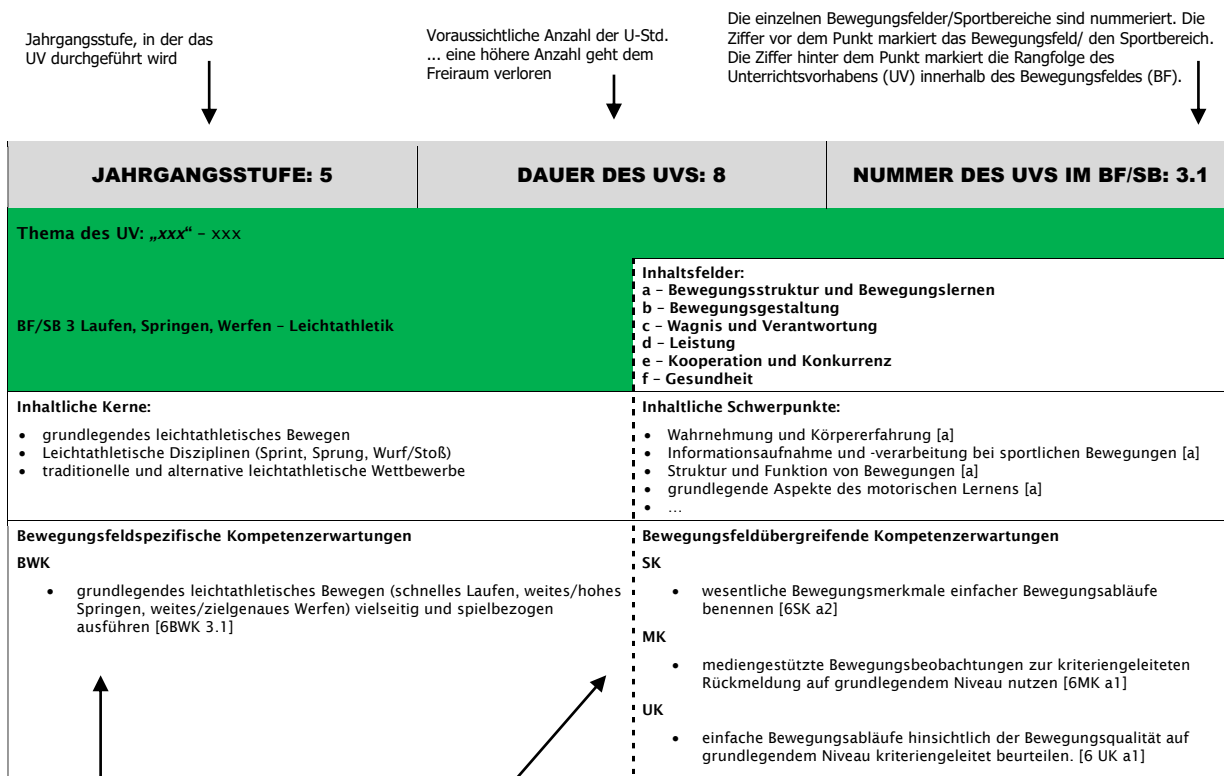 Jahrgangsstufe, in der das
UV durchgeführt wird
Voraussichtliche Anzahl der U-Std.
... eine höhere Anzahl geht dem
Freiraum verloren
Die einzelnen Bewegungsfelder/Sportbereiche sind nummeriert. Die
Ziffer vor dem Punkt markiert das Bewegungsfeld/ den Sportbereich.
Die Ziffer hinter dem Punkt markiert die Rangfolge des
Unterrichtsvorhabens (UV) innerhalb des Bewegungsfeldes (BF).
JAHRGANGSSTUFE: 5
DAUER DES UVS: 8
NUMMER DES UVS IM BF/SB: 3.1
Thema des UV: „xxx“ – xxx
BF/SB 3 Laufen, Springen, Werfen – Leichtathletik
Inhaltsfelder:
a – Bewegungsstruktur und Bewegungslernen
b – Bewegungsgestaltung
c – Wagnis und Verantwortung
d – Leistung
e – Kooperation und Konkurrenz
f – Gesundheit
Inhaltliche Kerne:
• grundlegendes leichtathletisches Bewegen
• Leichtathletische Disziplinen (Sprint, Sprung, Wurf/Stoß)
• traditionelle und alternative leichtathletische Wettbewerbe
Inhaltliche Schwerpunkte:
• Wahrnehmung und Körpererfahrung [a]
• Informationsaufnahme und -verarbeitung bei sportlichen Bewegungen [a]
• Struktur und Funktion von Bewegungen [a]
• grundlegende Aspekte des motorischen Lernens [a]
• …
Bewegungsfeldspezifische Kompetenzerwartungen
BWK
• grundlegendes leichtathletisches Bewegen (schnelles Laufen, weites/hohes
Springen, weites/zielgenaues Werfen) vielseitig und spielbezogen
ausführen [6BWK 3.1]
Bewegungsfeldübergreifende Kompetenzerwartungen
SK
• wesentliche Bewegungsmerkmale einfacher Bewegungsabläufe
benennen [6SK a2]
MK
• mediengestützte Bewegungsbeobachtungen zur kriteriengeleiteten
Rückmeldung auf grundlegendem Niveau nutzen [6MK a1]
UK
• einfache Bewegungsabläufe hinsichtlich der Bewegungsqualität auf
grundlegendem Niveau kriteriengeleitet beurteilen. [6 UK a1]